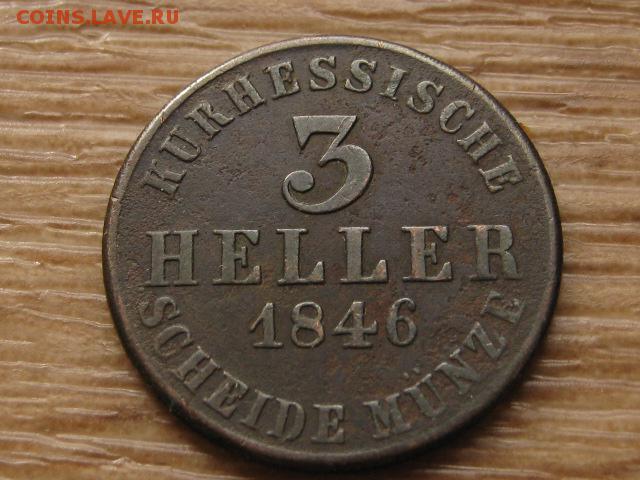 COINS.LAVE.RU
KURHESSISCHE
3
HELLER
1846
SCHEIDE MÜNZE